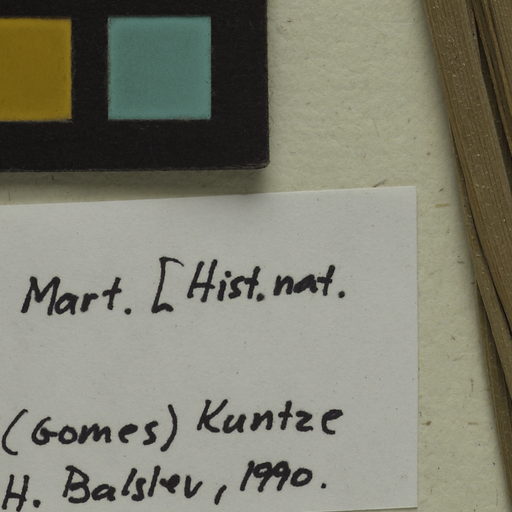 Mart. [Hist. nat.
(Gomes) Kuntze
H. Balslev, 1990.